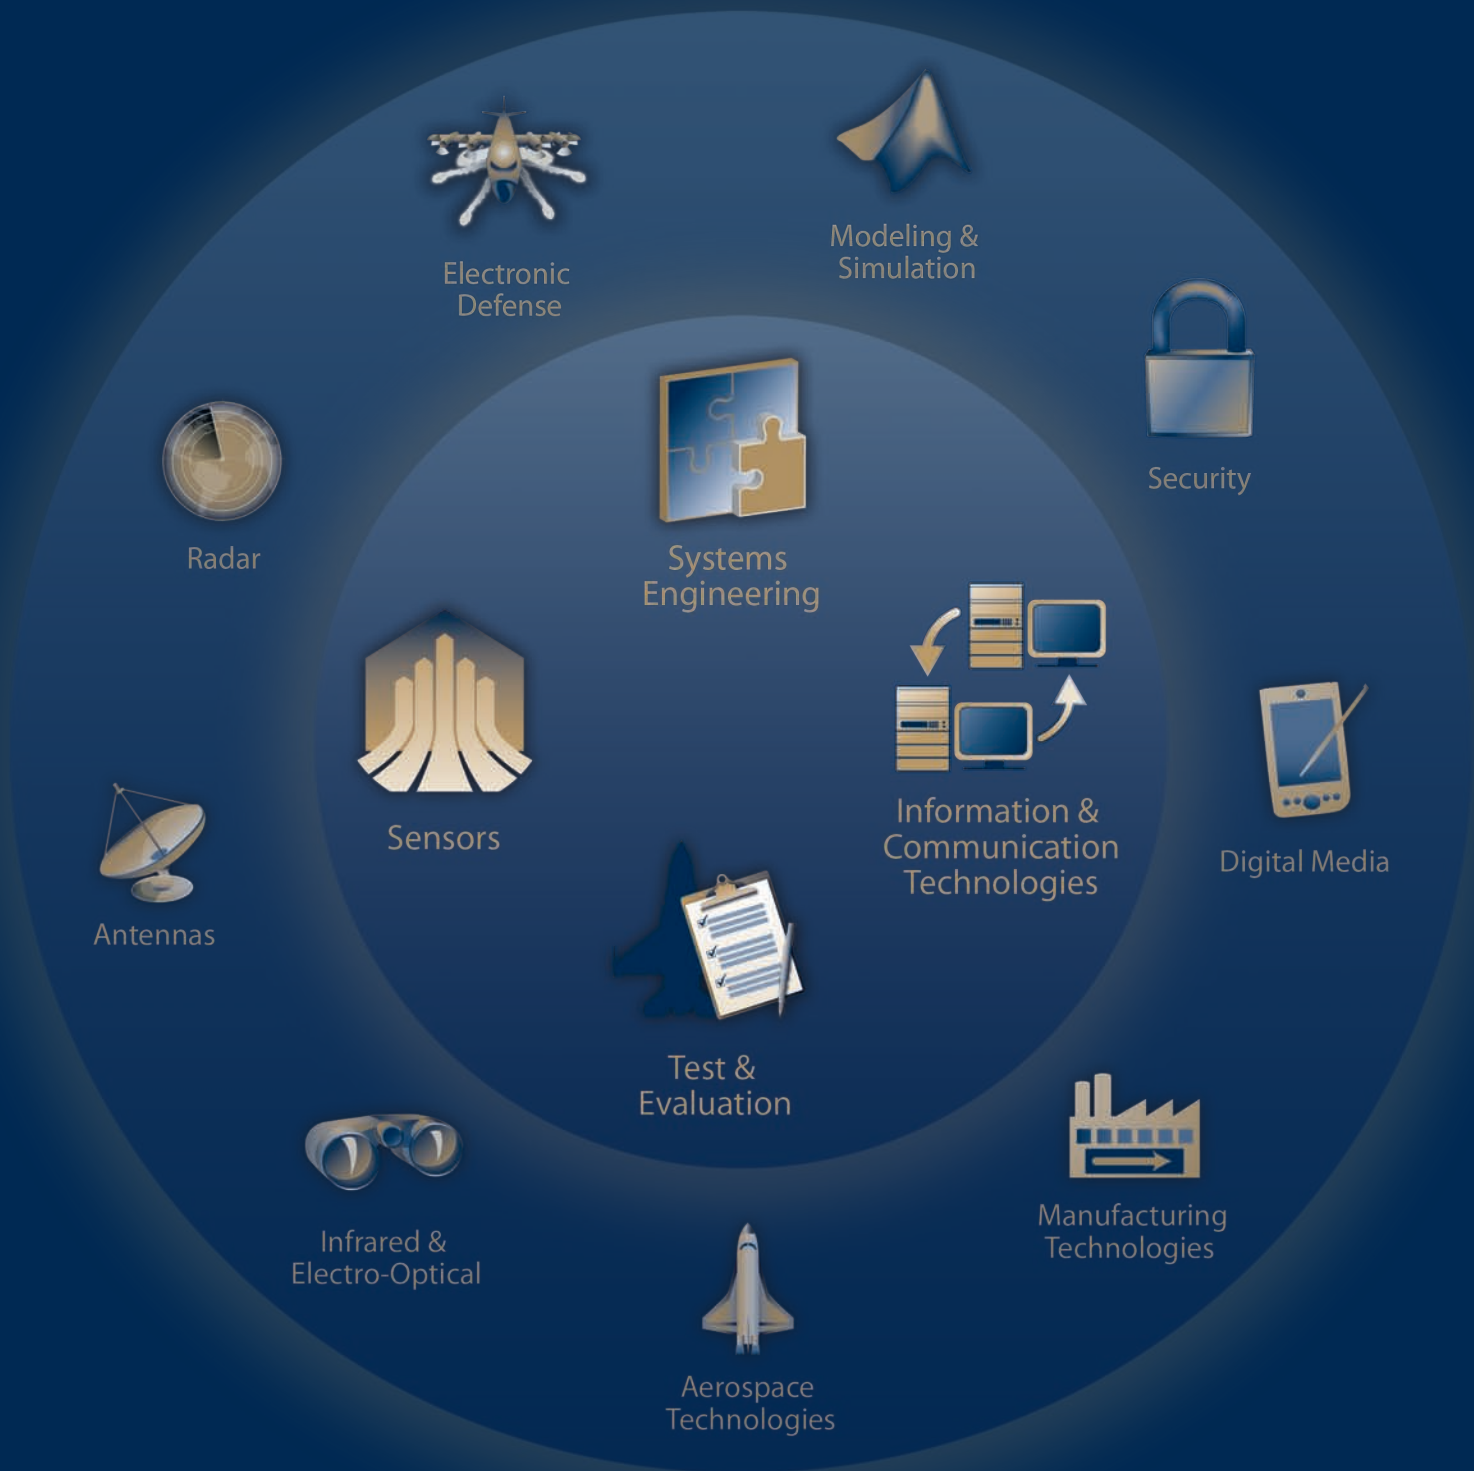 Modeling &
Simulation
Electronic
Defense
Security
Radar
Systems
Engineering
Information &
Communication
Technologies
Sensors
Digital Media
Antennas
Test &
Evaluation
Manufacturing
Technologies
Infrared &
Electro-Optical
Aerospace
Technologies